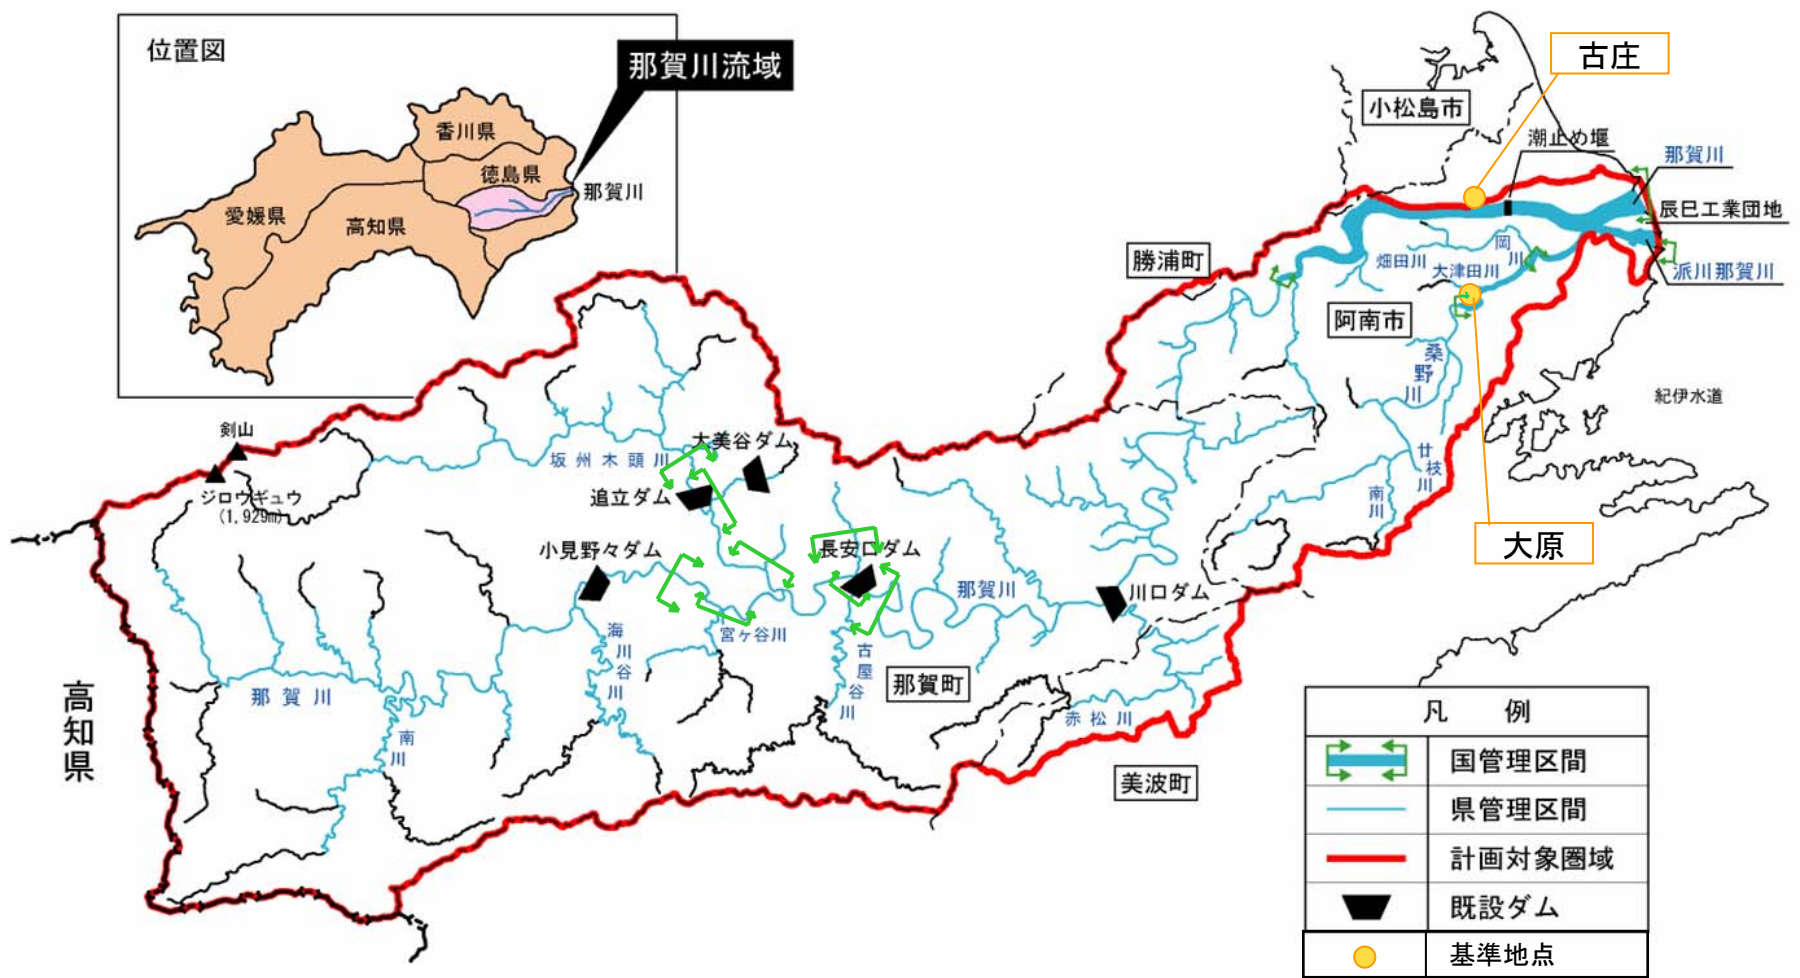 位置図
那賀川流域
香川県
徳島県
愛媛県
高知県
那賀川
古庄
小松島市
潮止め堰
那賀川
辰巳工業団地
派川那賀川
勝浦町
岡川
畑田川
大津田川
阿南市
桑野川
紀伊水道
廿枝川
南川
大原
剣山
ジロウギュウ
(1,929m)
坂州木頭川
大美谷ダム
追立ダム
小見野々ダム
長安口ダム
那賀川
川口ダム
海川谷川
宮ヶ谷川
古屋谷川
那賀町
那賀川
南川
赤松川
美波町
高知県
凡 例
国管理区間
県管理区間
計画対象圏域
既設ダム
基準地点